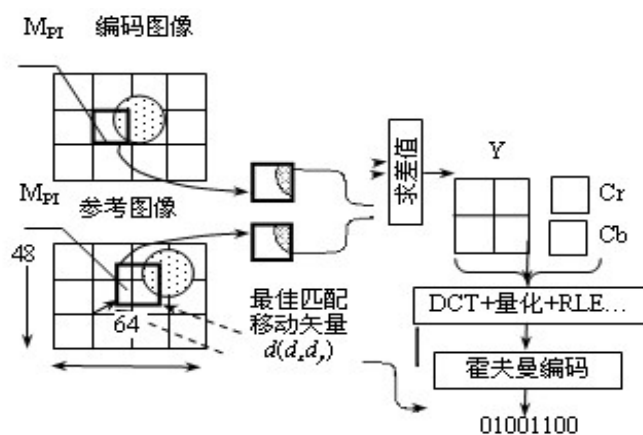 M_PI 编码图像
M_PI 参考图像
48
64
最佳匹配
移动矢量
d(d_x d_y)
求差值
Y
Cr
Cb
DCT+量化+RLE…
霍夫曼编码
01001100